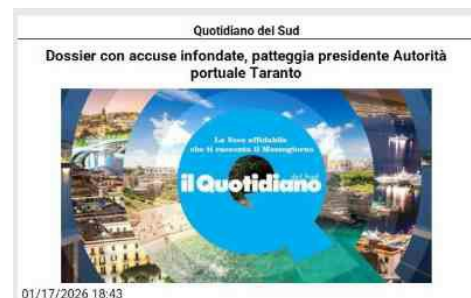 Quotidiano del Sud
Dossier con accuse infondate, patteggia presidente Autorità
portuale Taranto
La voce affidabile
che ti racconta il Mezzogiorno
il Quotidiano
del Sud
01/17/2026 18:43